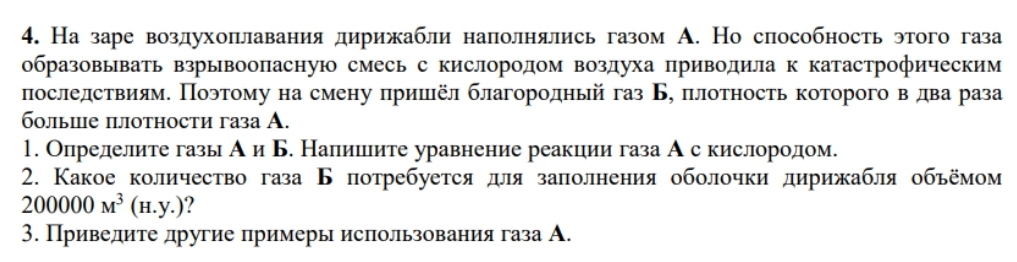 4. На заре воздухоплавания дирижабли наполнялись газом А. Но способность этого газа
образовывать взрывоопасную смесь с кислородом воздуха приводила к катастрофическим
последствиям. Поэтому на смену пришёл благородный газ Б, плотность которого в два раза
больше плотности газа А.
1. Определите газы А и Б. Напишите уравнение реакции газа А с кислородом.
2. Какое количество газа Б потребуется для заполнения оболочки дирижабля объёмом
200000 м³ (н.у.)?
3. Приведите другие примеры использования газа А.